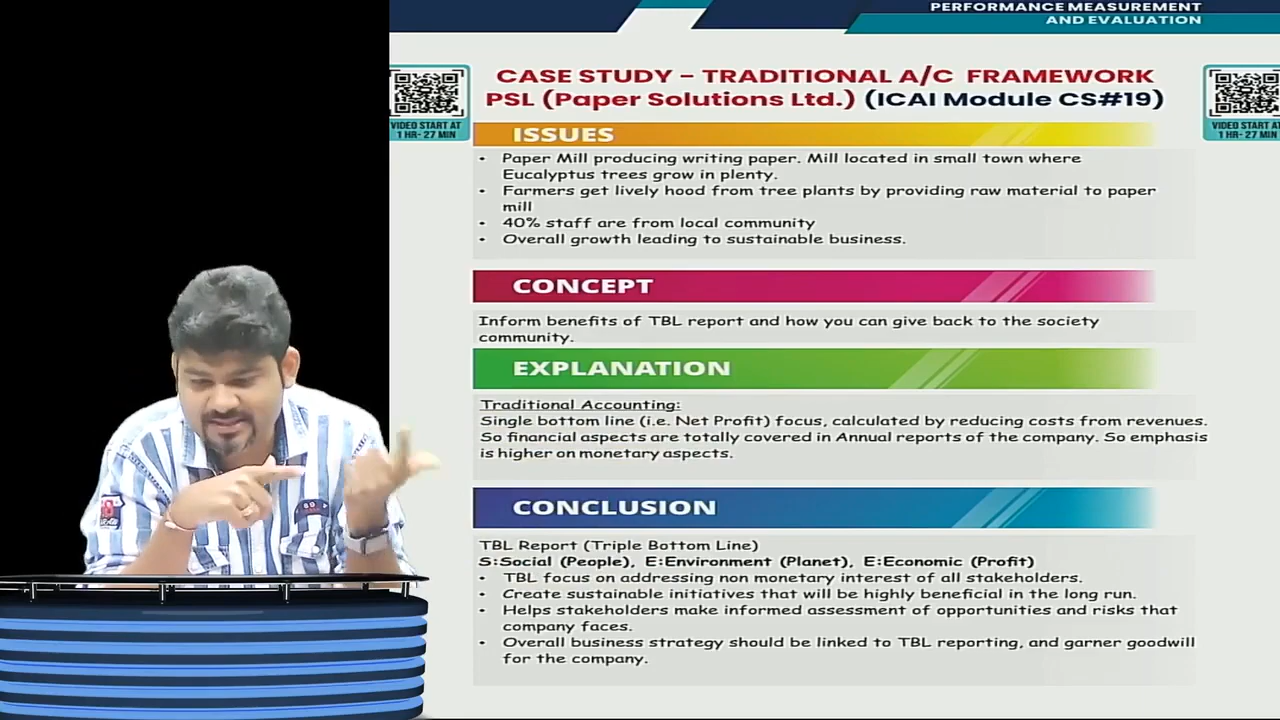 PERFORMANCE MEASUREMENT
AND EVALUATION
CASE STUDY – TRADITIONAL A/C FRAMEWORK
PSL (Paper Solutions Ltd.) (ICAI Module CS#19)
VIDEO START AT
1 HR- 27 MIN
VIDEO START AT
1 HR- 27 MIN
ISSUES
• Paper Mill producing writing paper. Mill located in small town where
Eucalyptus trees grow in plenty.
• Farmers get lively hood from tree plants by providing raw material to paper
mill
• 40% staff are from local community
• Overall growth leading to sustainable business.
CONCEPT
Inform benefits of TBL report and how you can give back to the society
community.
EXPLANATION
Traditional Accounting:
Single bottom line (i.e. Net Profit) focus, calculated by reducing costs from revenues.
So financial aspects are totally covered in Annual reports of the company. So emphasis
is higher on monetary aspects.
CONCLUSION
TBL Report (Triple Bottom Line)
S:Social (People), E:Environment (Planet), E:Economic (Profit)
• TBL focus on addressing non monetary interest of all stakeholders.
• Create sustainable initiatives that will be highly beneficial in the long run.
• Helps stakeholders make informed assessment of opportunities and risks that
company faces.
• Overall business strategy should be linked to TBL reporting, and garner goodwill
for the company.